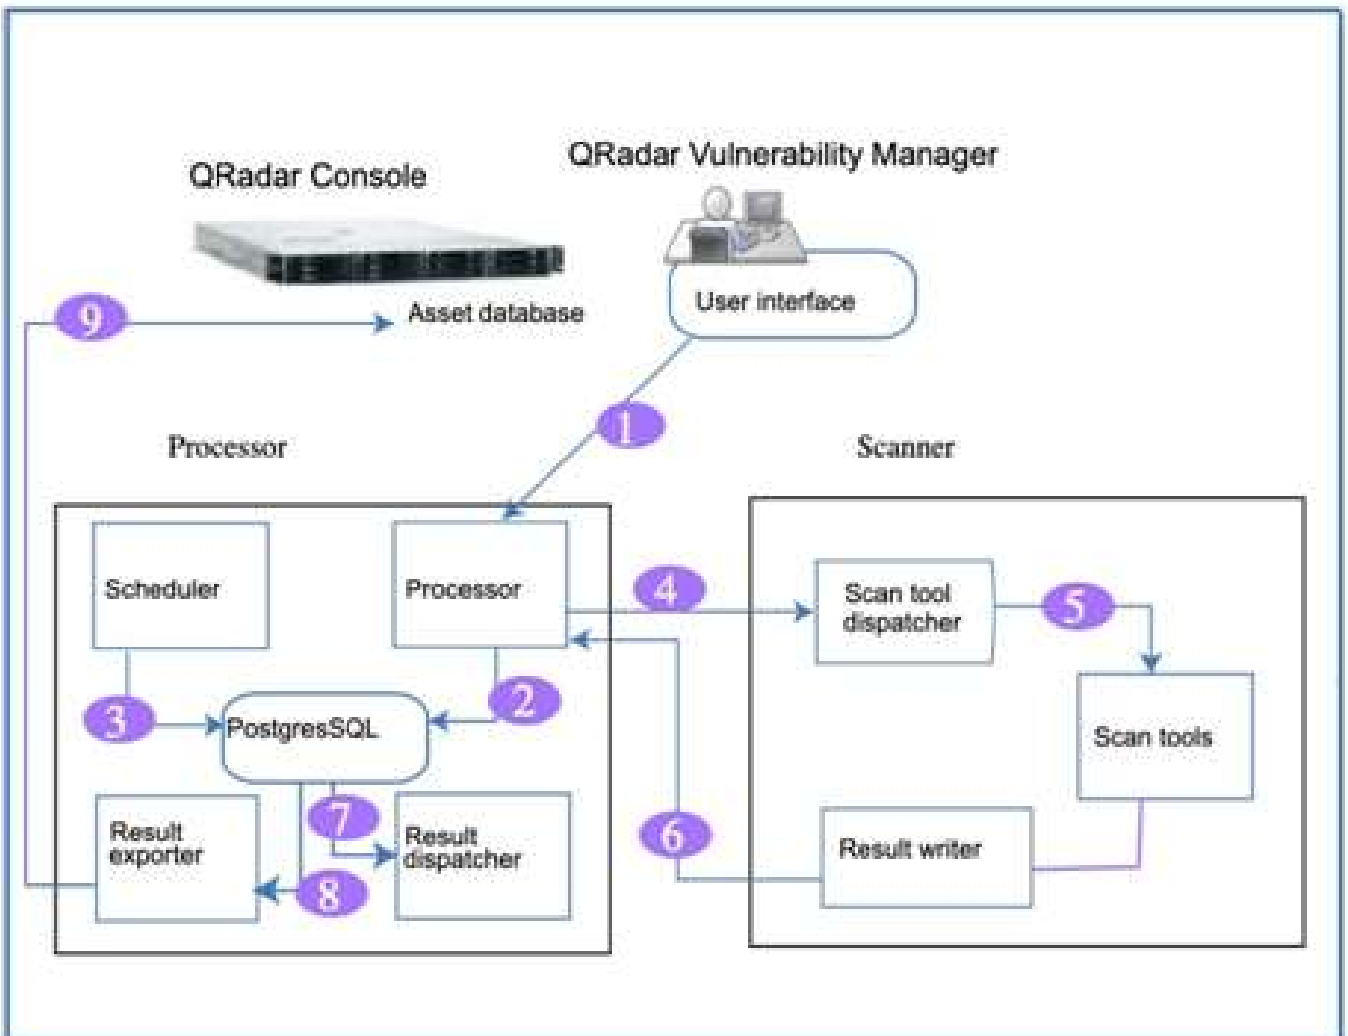 QRadar Console
QRadar Vulnerability Manager
User interface
9
Asset database
1
Processor
Scanner
Scheduler
Processor
4
Scan tool
dispatcher
5
3
PostgresSQL
2
Scan tools
7
Result
exporter
Result
dispatcher
6
Result writer
8